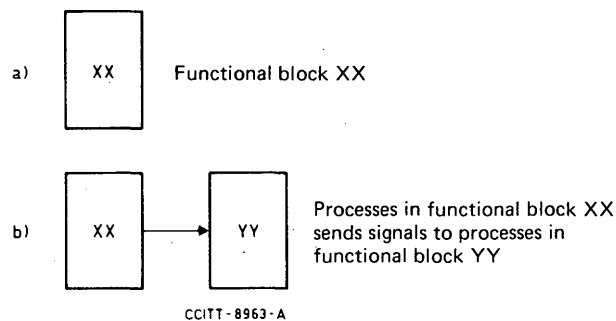 a) XX Functional block XX
b) XX YY Processes in functional block XX
sends signals to processes in
functional block YY
CCITT-8963-A